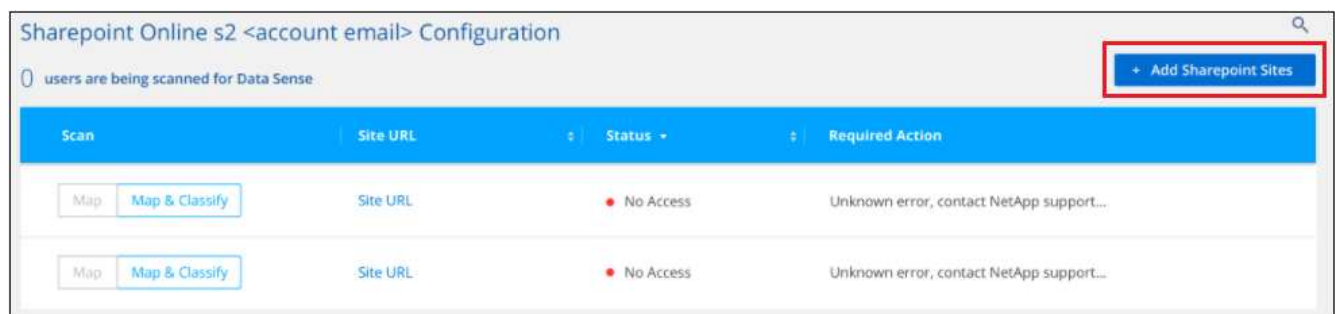 Sharepoint Online s2 <account email> Configuration
0 users are being scanned for Data Sense
+ Add Sharepoint Sites
Scan Site URL Status Required Action
Map Map & Classify Site URL No Access Unknown error, contact NetApp support...
Map Map & Classify Site URL No Access Unknown error, contact NetApp support...